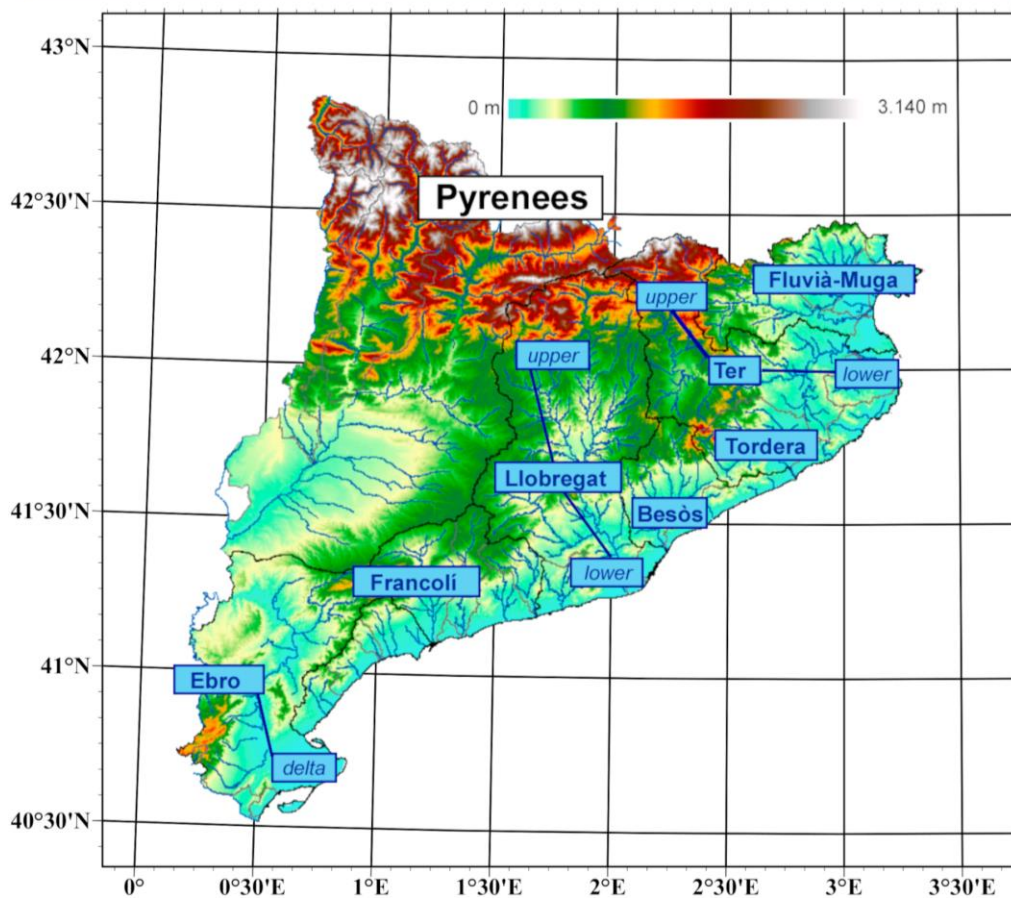 43°N
0 m
3.140 m
42°30'N
Pyrenees
Fluvià-Muga
upper
42°N
upper
Ter
lower
Tordera
Llobregat
41°30'N
Besòs
lower
Francolí
41°N
Ebro
delta
40°30'N
0°
0°30'E
1°E
1°30'E
2°E
2°30'E
3°E
3°30'E